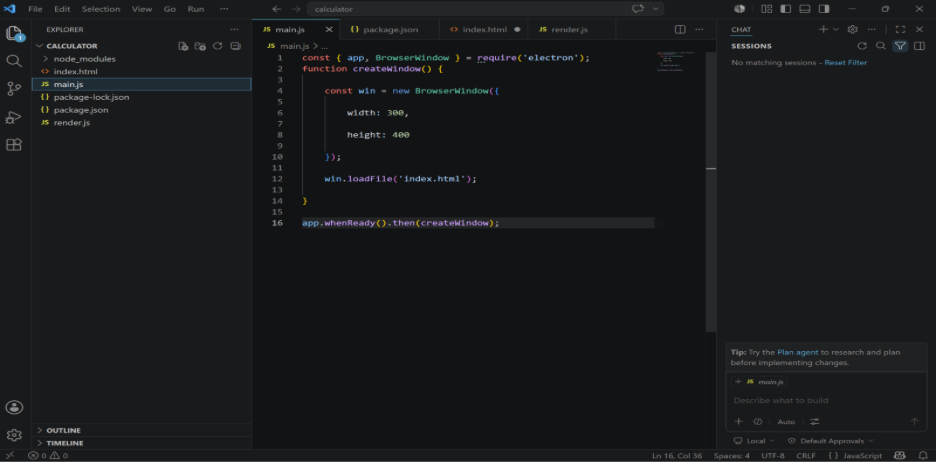 File Edit Selection View Go Run ···
calculator
EXPLORER
CALCULATOR
node_modules
index.html
JS main.js
{} package-lock.json
{} package.json
JS render.js
OUTLINE
TIMELINE
JS main.js
{} package.json
<> index.html
JS render.js
JS main.js > ...
1 const { app, BrowserWindow } = require('electron');
2 function createWindow() {
3
4 const win = new BrowserWindow({
5
6 width: 300,
7
8 height: 400
9
10 });
11
12 win.loadFile('index.html');
13
14 }
15
16 app.whenReady().then(createWindow);
CHAT
SESSIONS
No matching sessions - Reset Filter
Tip: Try the Plan agent to research and plan
before implementing changes.
JS main.js
Describe what to build
Auto
Local
Default Approvals
0 0
Ln 16, Col 36 Spaces: 4 UTF-8 CRLF {} JavaScript